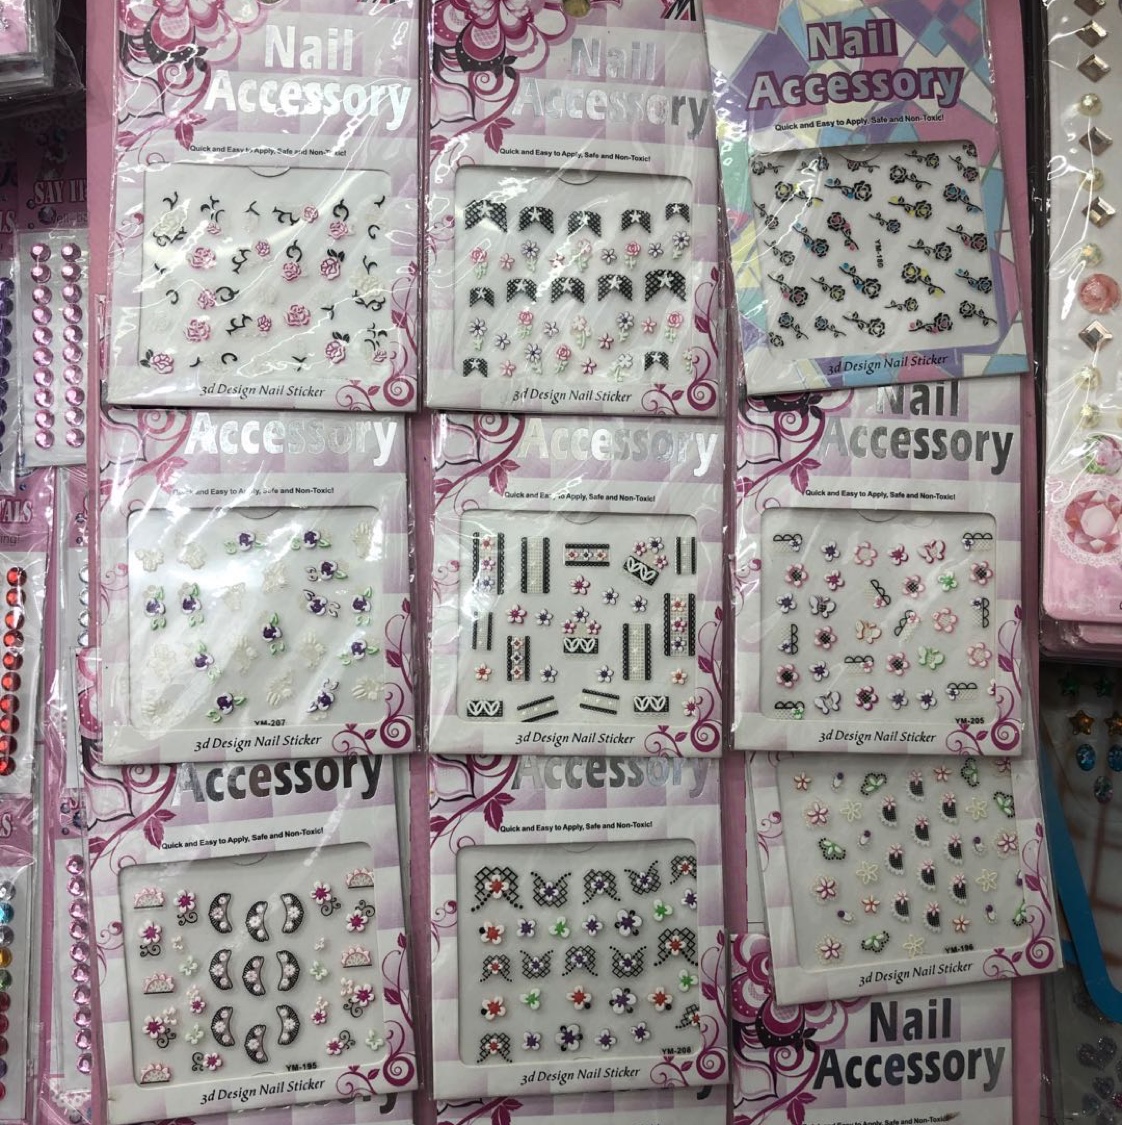 Nail
Accessory
Quick and Easy to Apply, Safe and Non-Toxic!
3d Design Nail Sticker
Nail
Accessory
Quick and Easy to Apply, Safe and Non-Toxic!
3d Design Nail Sticker
Nail
Accessory
Quick and Easy to Apply, Safe and Non-Toxic!
YM-180
3d Design Nail Sticker
Accessory
Quick and Easy to Apply, Safe and Non-Toxic!
YM-207
3d Design Nail Sticker
Accessory
Quick and Easy to Apply, Safe and Non-Toxic!
3d Design Nail Sticker
Nail
Accessory
Quick and Easy to Apply, Safe and Non-Toxic!
YM-205
3d Design Nail Sticker
Accessory
Quick and Easy to Apply, Safe and Non-Toxic!
YM-195
3d Design Nail Sticker
Accessory
Quick and Easy to Apply, Safe and Non-Toxic!
YM-208
3d Design Nail Sticker
YM-196
3d Design Nail Sticker
Nail
Accessory
SAY IT